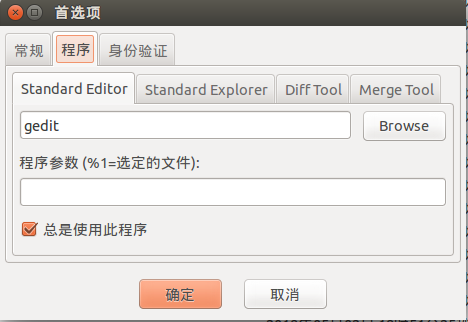 首选项
常规 程序 身份验证
Standard Editor Standard Explorer Diff Tool Merge Tool
gedit Browse
程序参数 (%1=选定的文件):
总是使用此程序
确定 取消